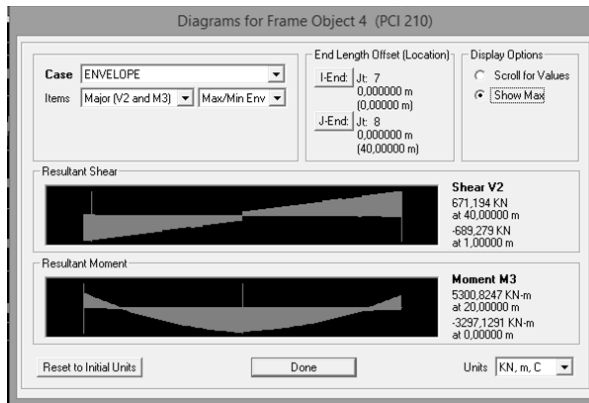 Diagrams for Frame Object 4 (PCI 210)
Case ENVELOPE
Items Major (V2 and M3) Max/Min Env
End Length Offset (Location)
I-End: Jt: 7
0,000000 m
(0,00000 m)
J-End: Jt: 8
0,000000 m
(40,00000 m)
Display Options
Scroll for Values
Show Max
Resultant Shear
Shear V2
671,194 KN
at 40,00000 m
-689,279 KN
at 1,00000 m
Resultant Moment
Moment M3
5300,8247 KN-m
at 20,00000 m
-3297,1291 KN-m
at 0,00000 m
Reset to Initial Units
Done
Units KN, m, C